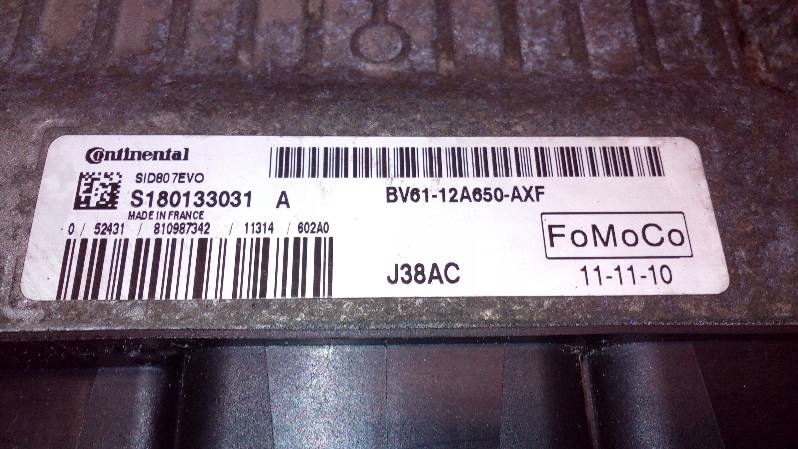 Continental
SID807EVO
S180133031 A
MADE IN FRANCE
0 / 52431 / 810987342 / 11314 / 602A0
BV61-12A650-AXF
FoMoCo
J38AC
11-11-10